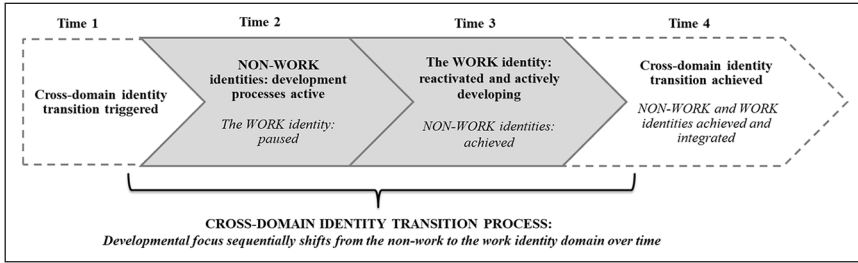 Time 1
Time 2
Time 3
Time 4
Cross-domain identity
transition triggered
NON-WORK
identities: development
processes active
The WORK identity:
paused
The WORK identity:
reactivated and actively
developing
NON-WORK identities:
achieved
Cross-domain identity
transition achieved
NON-WORK and WORK
identities achieved and
integrated
CROSS-DOMAIN IDENTITY TRANSITION PROCESS:
Developmental focus sequentially shifts from the non-work to the work identity domain over time